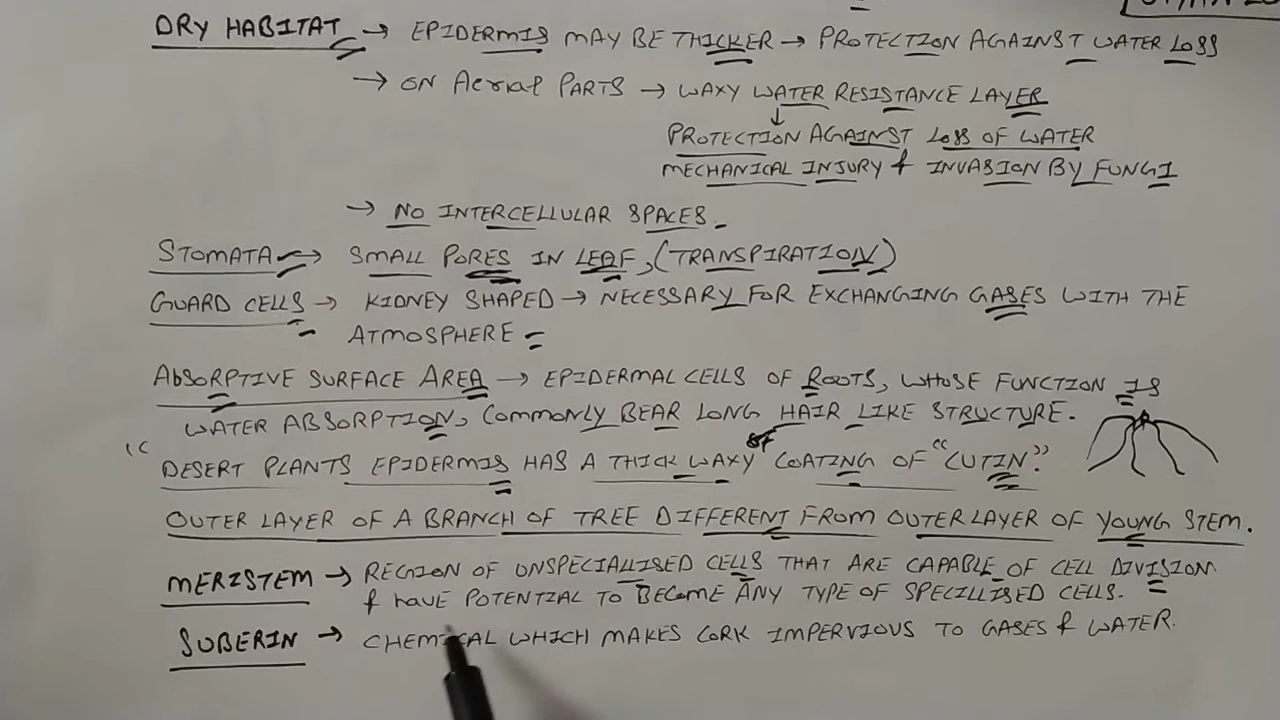 DRY HABITAT → EPIDERMIS MAY BE THICKER → PROTECTION AGAINST WATER LOSS
→ ON AERIAL PARTS → WAXY WATER RESISTANCE LAYER
↓
PROTECTION AGAINST LOSS OF WATER
MECHANICAL INJURY & INVASION BY FUNGI
→ NO INTERCELLULAR SPACES.
STOMATA → SMALL PORES IN LEAF, (TRANSPIRATION)
GUARD CELLS → KIDNEY SHAPED → NECESSARY FOR EXCHANGING GASES WITH THE
ATMOSPHERE
ABSORPTIVE SURFACE AREA → EPIDERMAL CELLS OF ROOTS, WHOSE FUNCTION IS
WATER ABSORPTION, COMMONLY BEAR LONG HAIR LIKE STRUCTURE.
DESERT PLANTS EPIDERMIS HAS A THICK WAXY COATING OF "CUTIN".
OUTER LAYER OF A BRANCH OF TREE DIFFERENT FROM OUTER LAYER OF YOUNG STEM.
MERISTEM → REGION OF UNSPECIALISED CELLS THAT ARE CAPABLE OF CELL DIVISION
& HAVE POTENTIAL TO BECOME ANY TYPE OF SPECILLISED CELLS.
SUBERIN → CHEMICAL WHICH MAKES CORK IMPERVIOUS TO GASES & WATER.